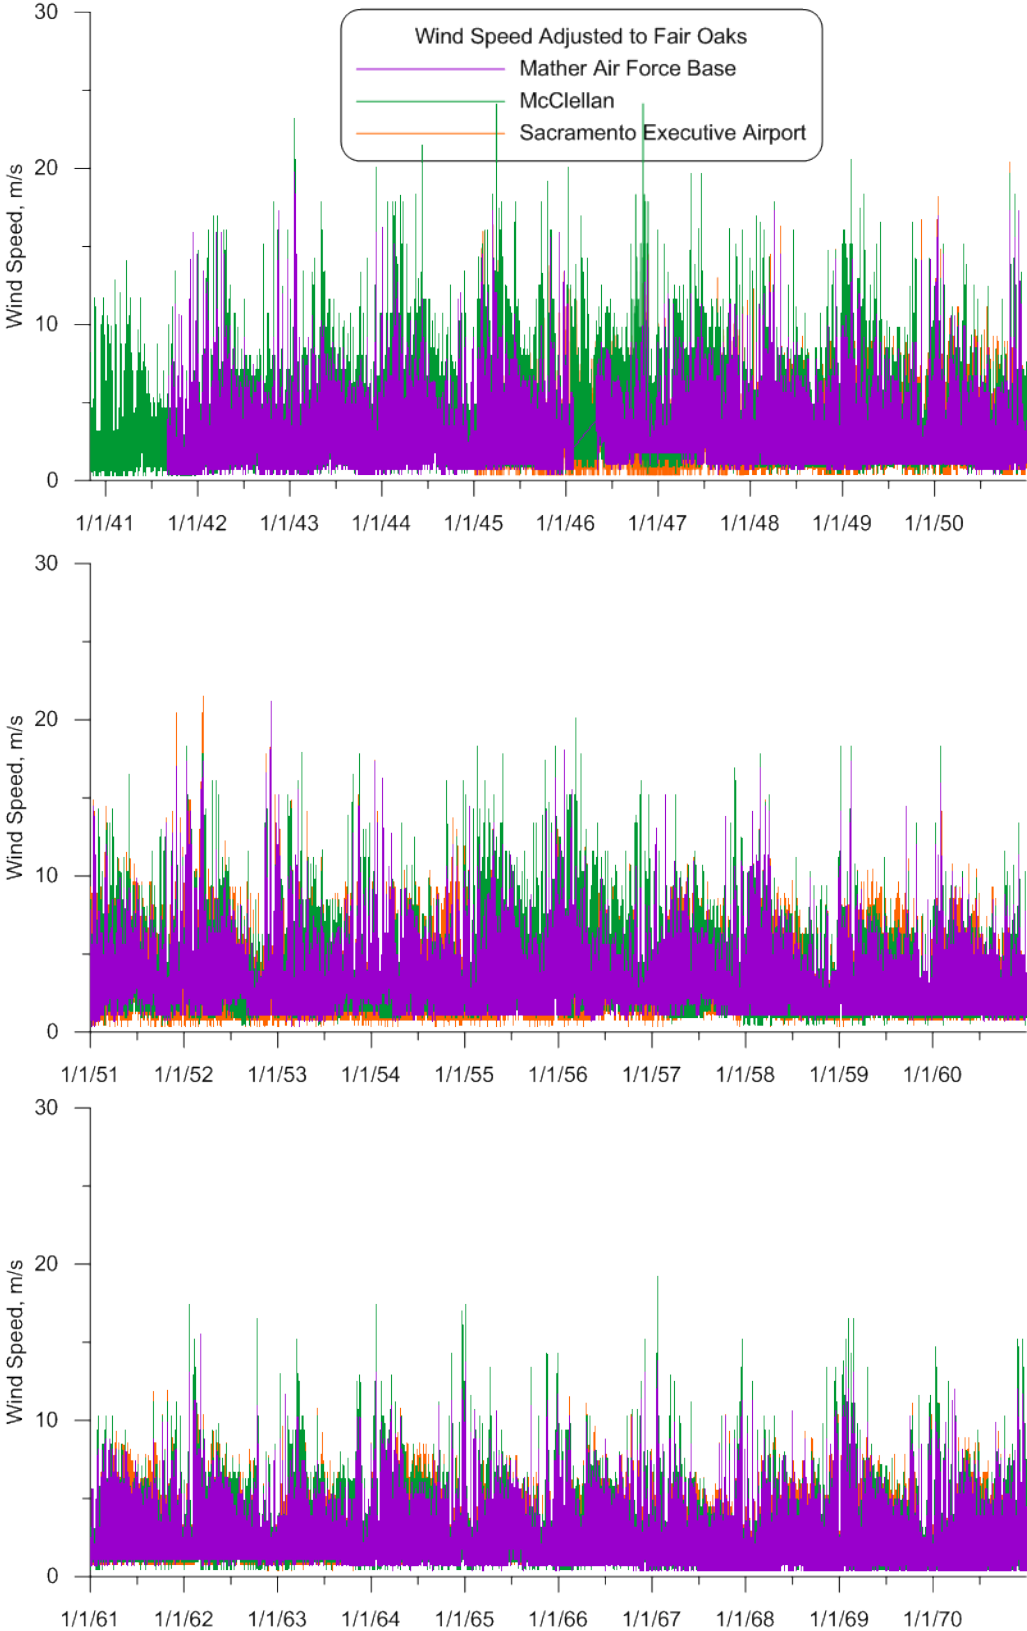 30
Wind Speed Adjusted to Fair Oaks
Mather Air Force Base
McClellan
Sacramento Executive Airport
20
10
0
Wind Speed, m/s
1/1/41 1/1/42 1/1/43 1/1/44 1/1/45 1/1/46 1/1/47 1/1/48 1/1/49 1/1/50
30
20
10
0
Wind Speed, m/s
1/1/51 1/1/52 1/1/53 1/1/54 1/1/55 1/1/56 1/1/57 1/1/58 1/1/59 1/1/60
30
20
10
0
Wind Speed, m/s
1/1/61 1/1/62 1/1/63 1/1/64 1/1/65 1/1/66 1/1/67 1/1/68 1/1/69 1/1/70